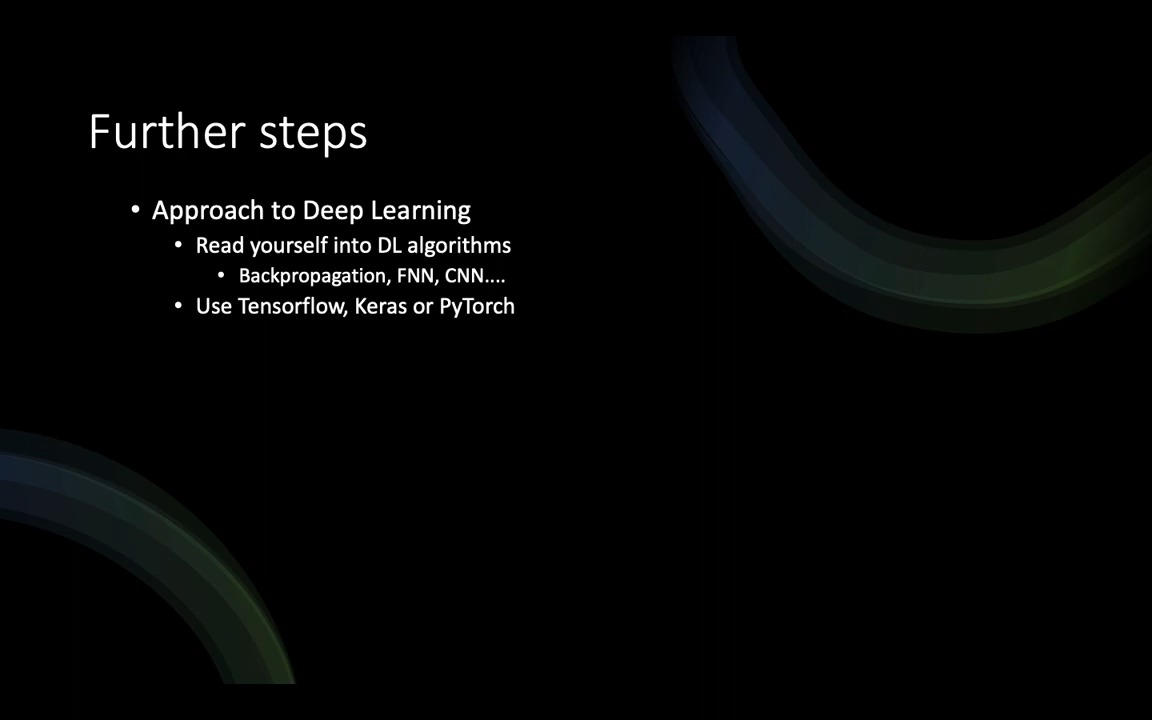 Further steps
• Approach to Deep Learning
• Read yourself into DL algorithms
• Backpropagation, FNN, CNN....
• Use Tensorflow, Keras or PyTorch